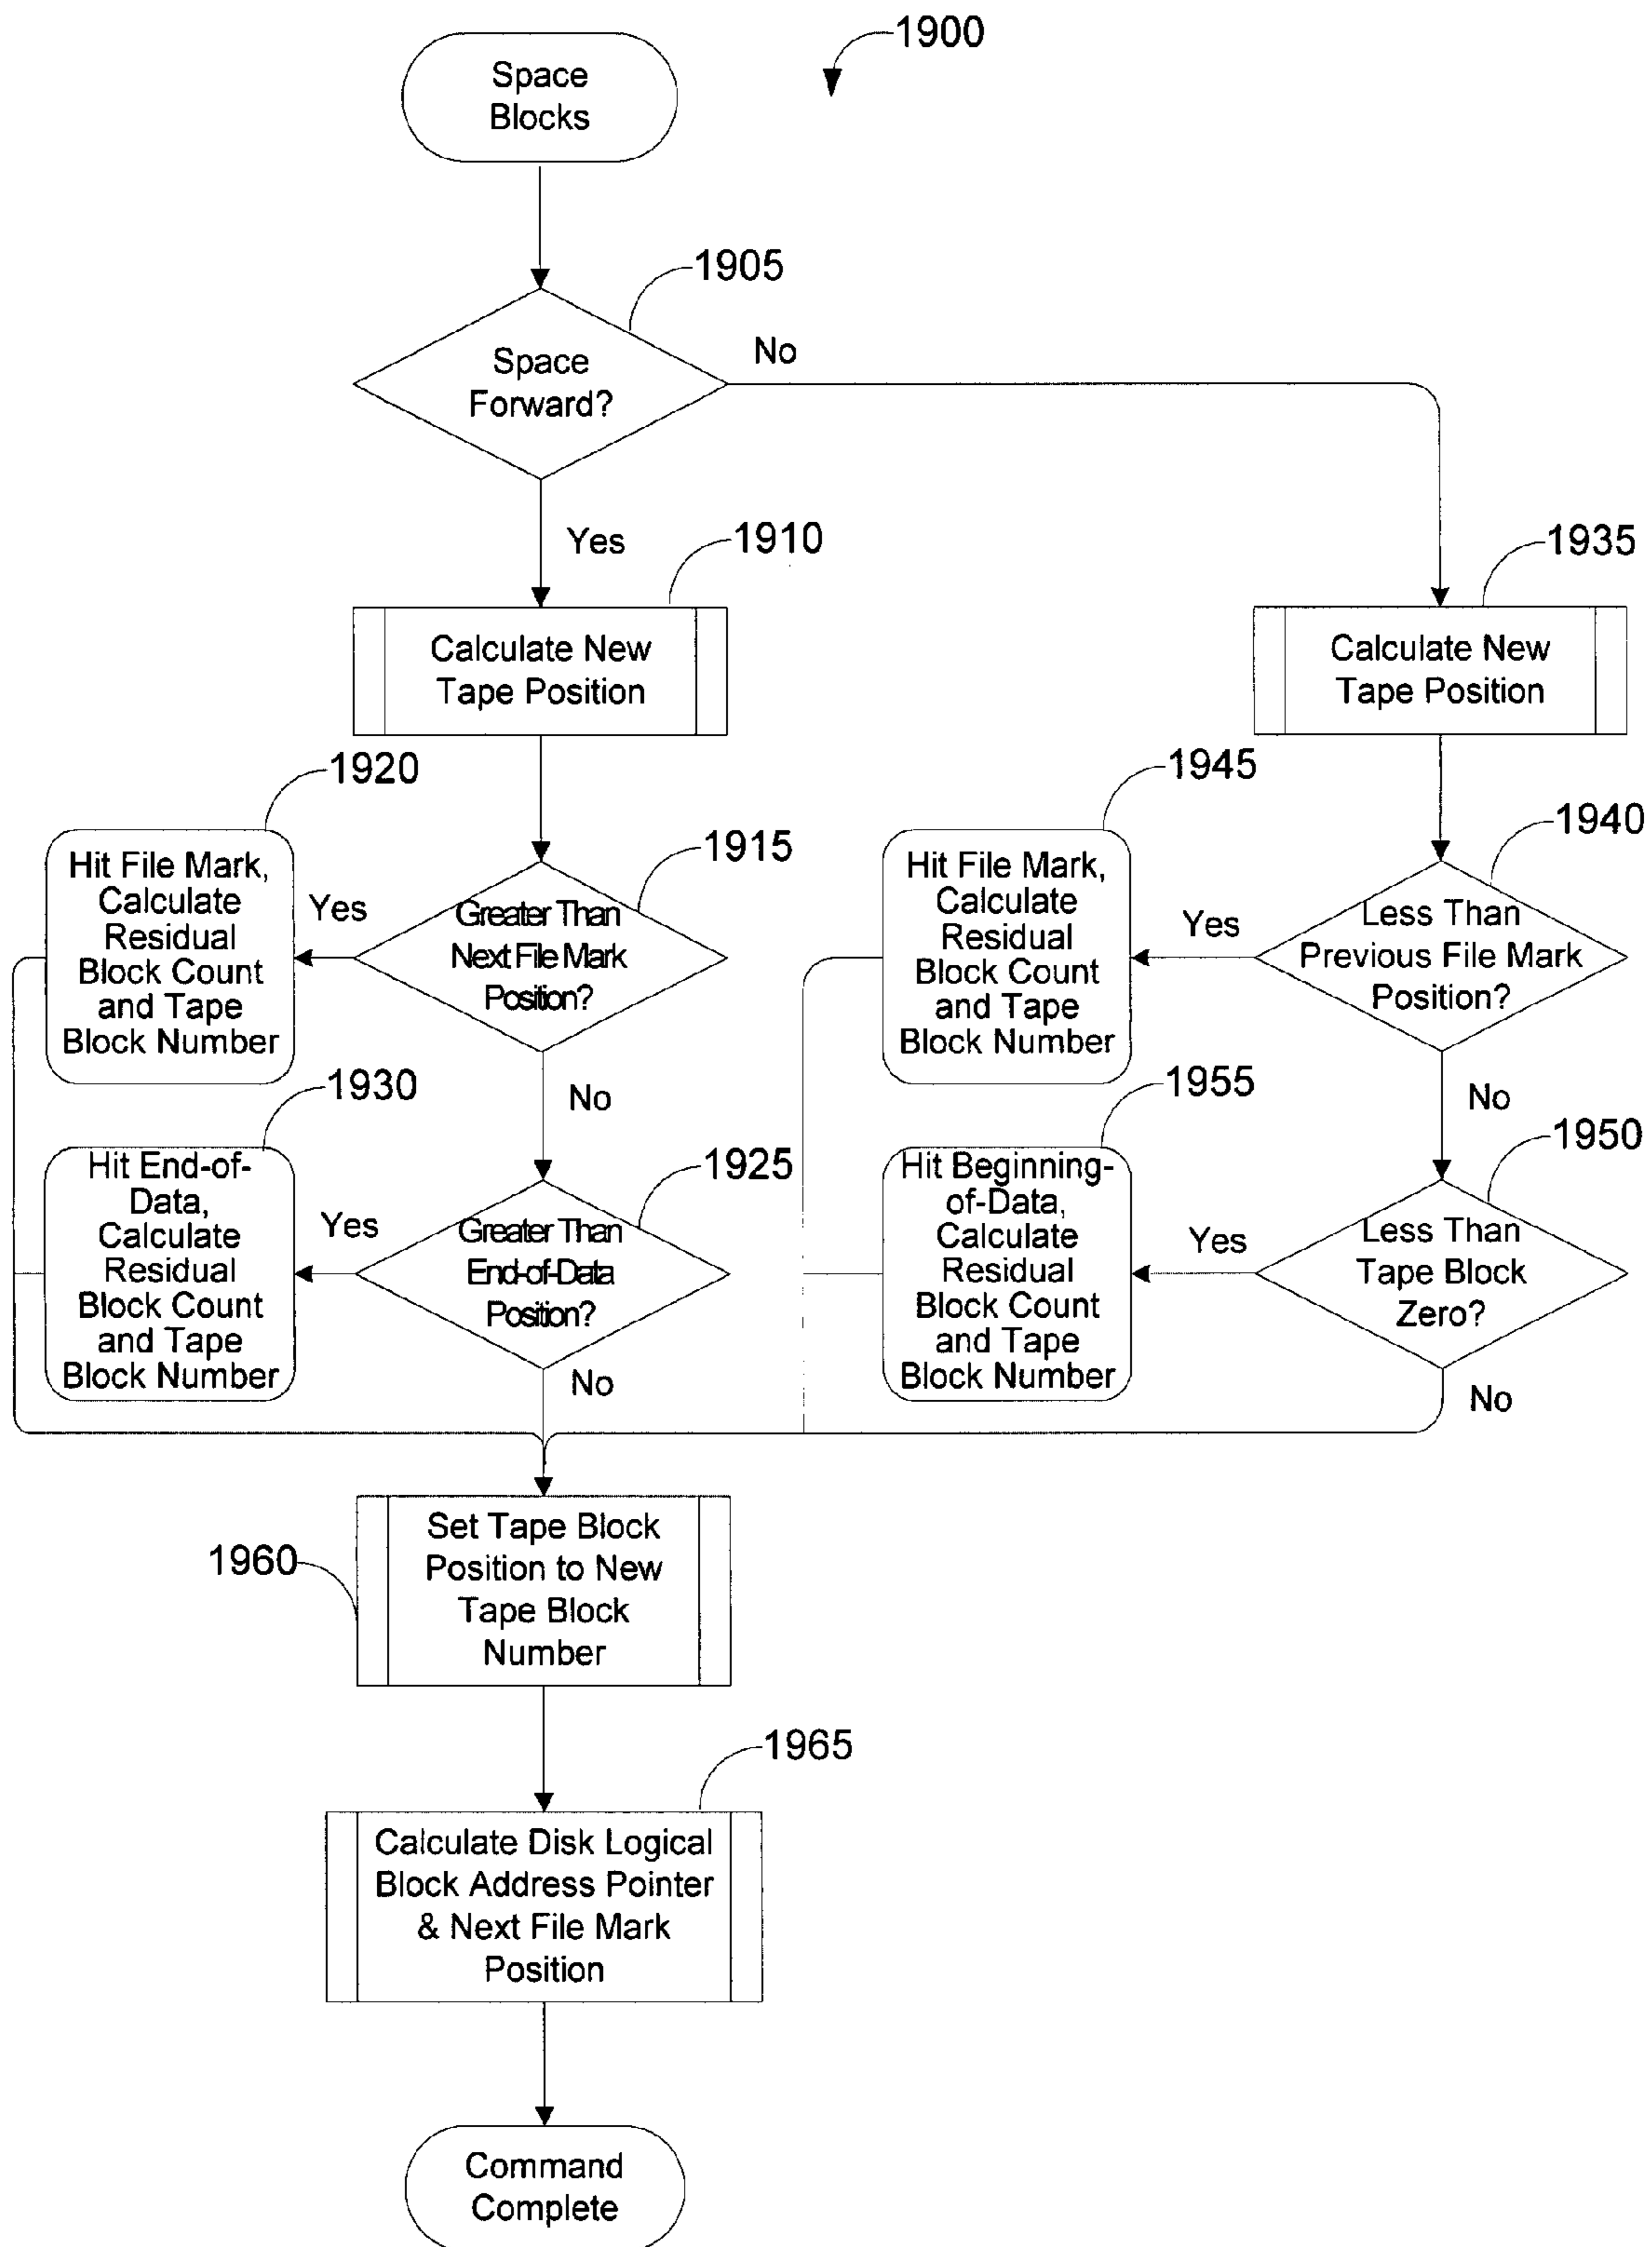 1900
Space
Blocks
1905
Space
Forward?
No
Yes
1910
Calculate New
Tape Position
1935
Calculate New
Tape Position
1920
Hit File Mark,
Calculate
Residual
Block Count
and Tape
Block Number
Yes
1915
Greater Than
Next File Mark
Position?
No
1945
Hit File Mark,
Calculate
Residual
Block Count
and Tape
Block Number
Yes
1940
Less Than
Previous File Mark
Position?
No
1930
Hit End-of-
Data,
Calculate
Residual
Block Count
and Tape
Block Number
Yes
1925
Greater Than
End-of-Data
Position?
No
1955
Hit Beginning-
of-Data,
Calculate
Residual
Block Count
and Tape
Block Number
Yes
1950
Less Than
Tape Block
Zero?
No
1960
Set Tape Block
Position to New
Tape Block
Number
1965
Calculate Disk Logical
Block Address Pointer
& Next File Mark
Position
Command
Complete